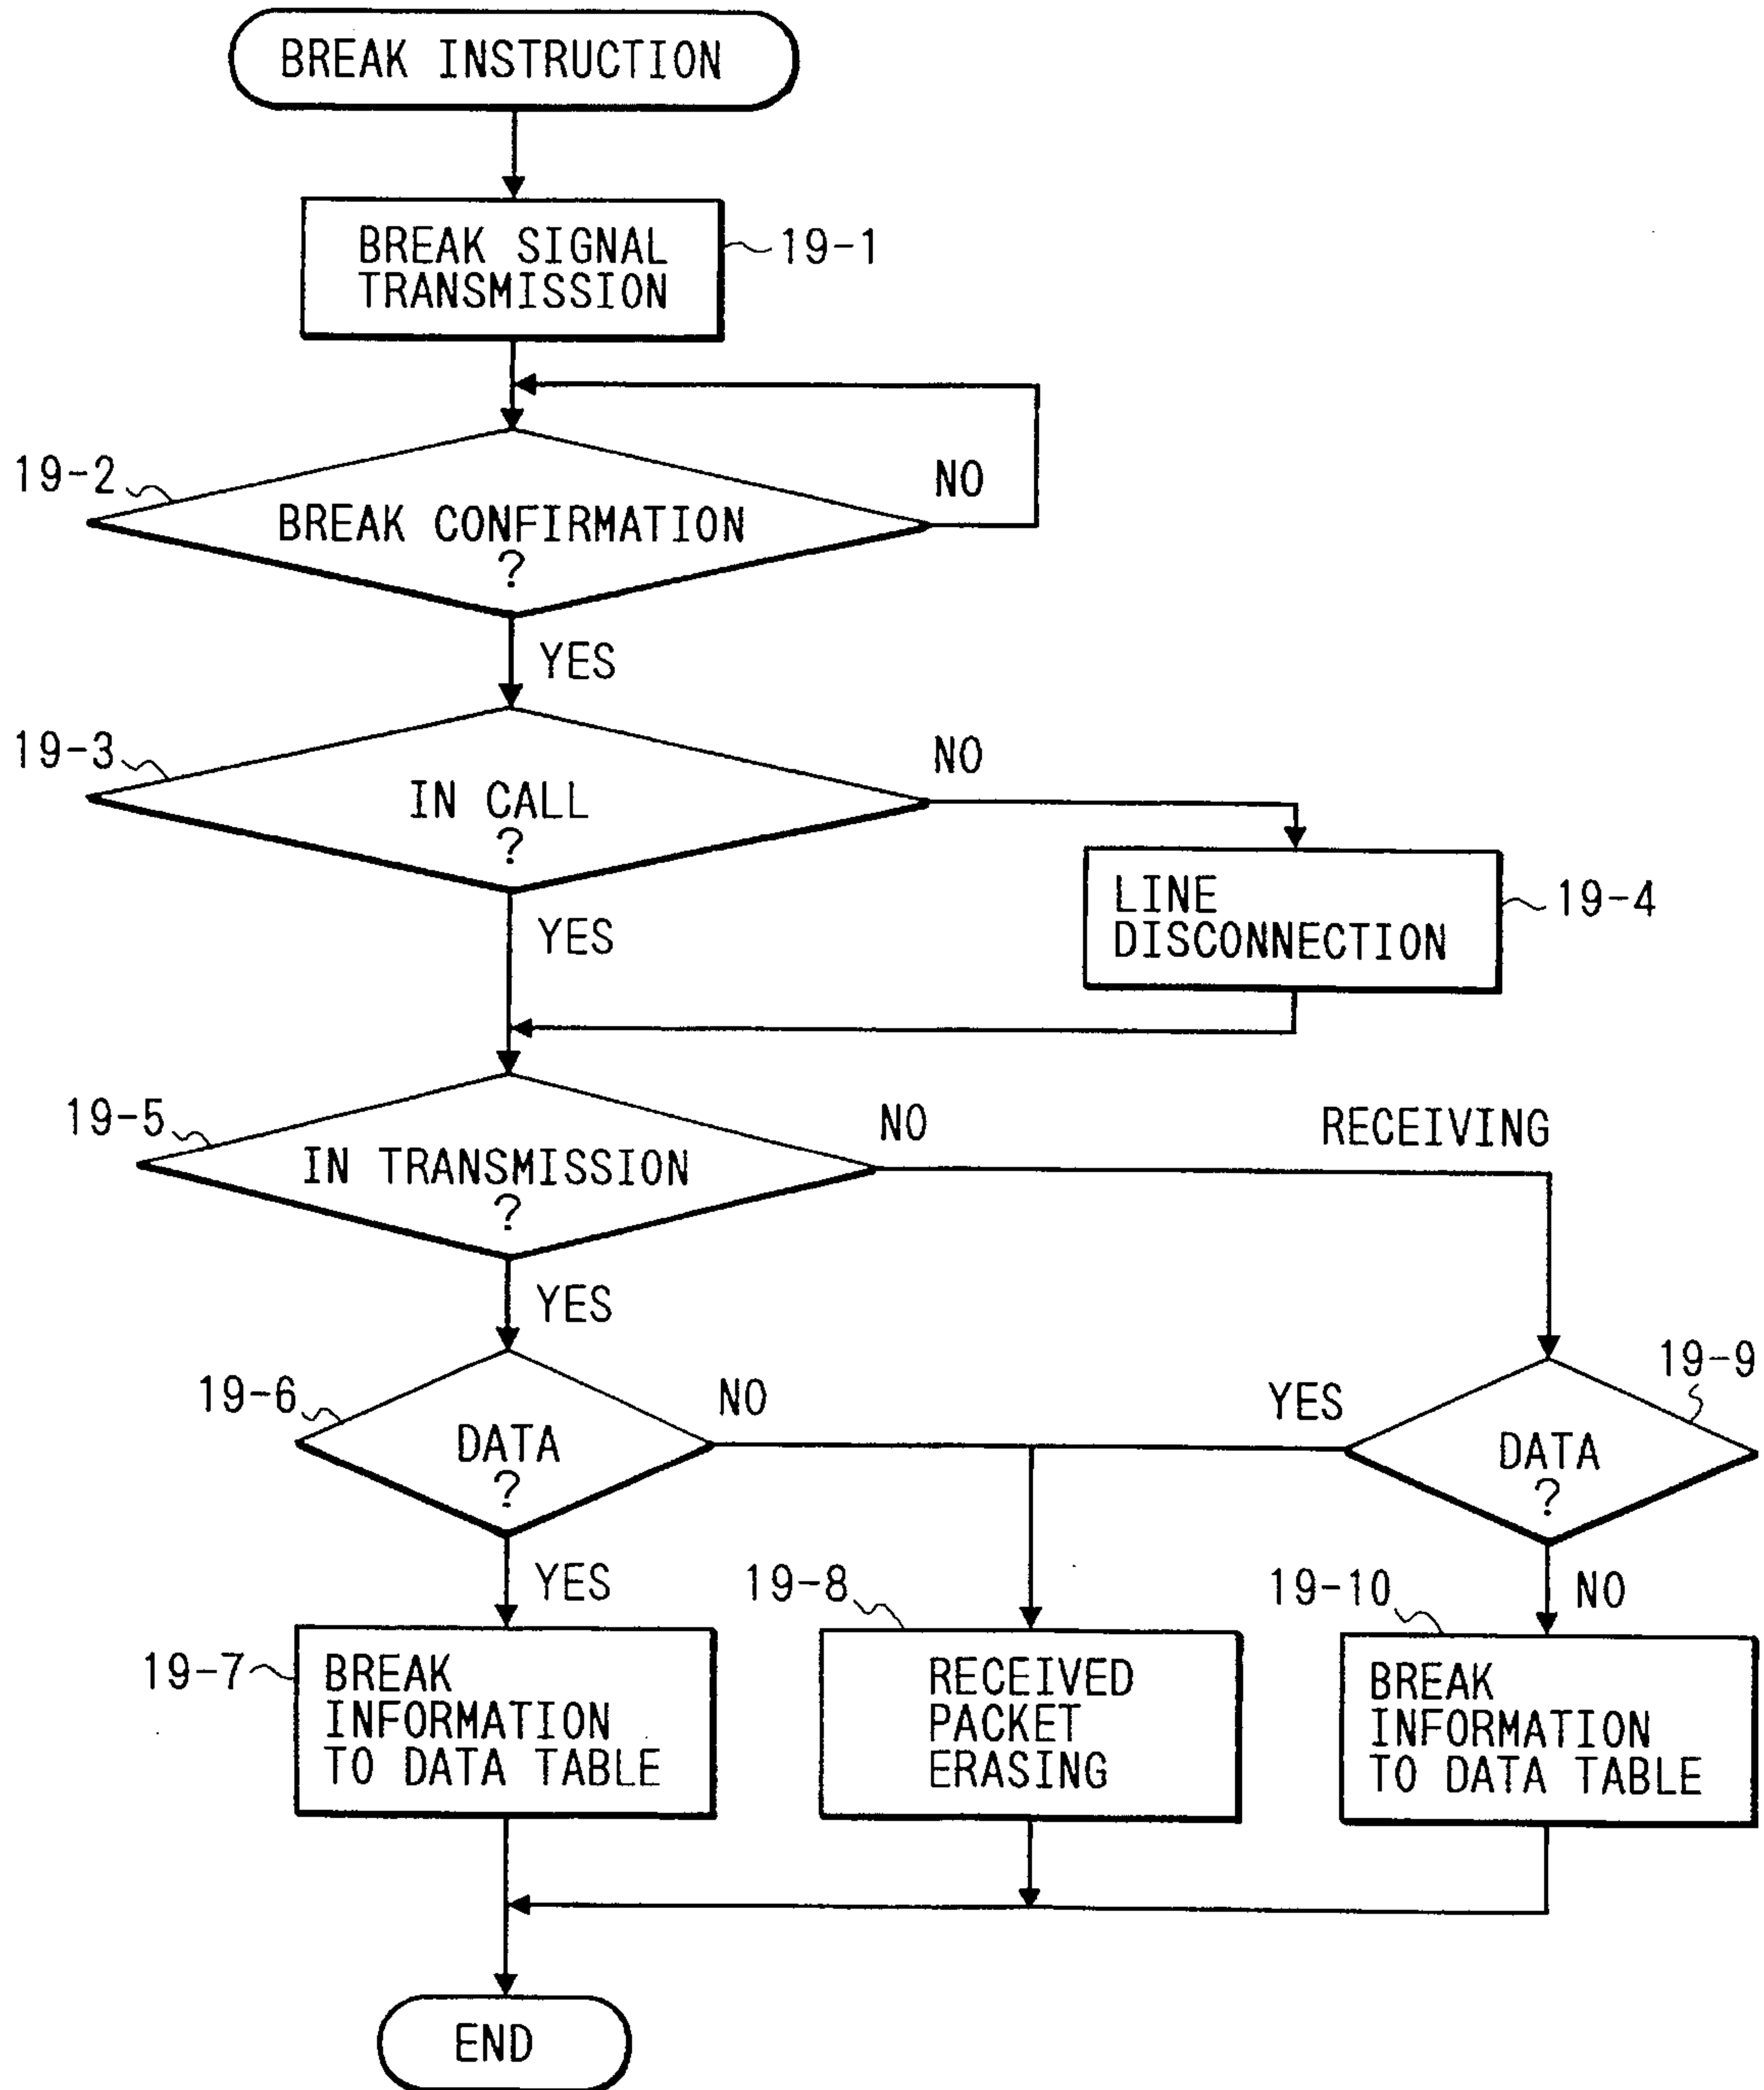 BREAK INSTRUCTION
BREAK SIGNAL
TRANSMISSION
19-1
19-2
NO
BREAK CONFIRMATION
?
YES
19-3
NO
IN CALL
?
YES
LINE
DISCONNECTION
19-4
19-5
NO
RECEIVING
IN TRANSMISSION
?
YES
19-6
NO
YES
19-9
DATA
?
DATA
?
YES
19-8
19-10
NO
19-7
BREAK
INFORMATION
TO DATA TABLE
RECEIVED
PACKET
ERASING
BREAK
INFORMATION
TO DATA TABLE
END